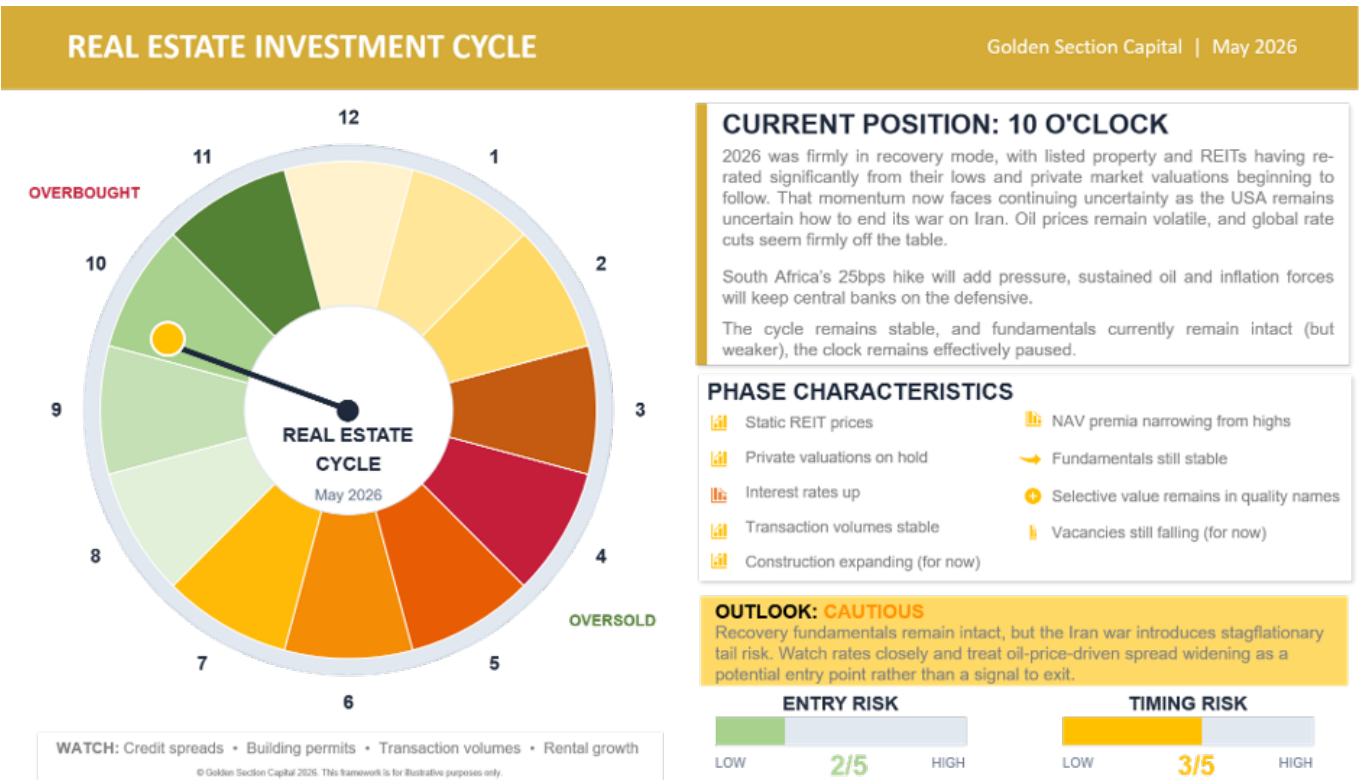 REAL ESTATE INVESTMENT CYCLE
Golden Section Capital | May 2026
12
11
1
OVERBOUGHT
10
2
9
3
REAL ESTATE
CYCLE
May 2026
8
4
OVERSOLD
7
5
6
WATCH: Credit spreads • Building permits • Transaction volumes • Rental growth
© Golden Section Capital 2026. This framework is for illustrative purposes only.
CURRENT POSITION: 10 O'CLOCK
2026 was firmly in recovery mode, with listed property and REITs having re-
rated significantly from their lows and private market valuations beginning to
follow. That momentum now faces continuing uncertainty as the USA remains
uncertain how to end its war on Iran. Oil prices remain volatile, and global rate
cuts seem firmly off the table.
South Africa's 25bps hike will add pressure, sustained oil and inflation forces
will keep central banks on the defensive.
The cycle remains stable, and fundamentals currently remain intact (but
weaker), the clock remains effectively paused.
PHASE CHARACTERISTICS
Static REIT prices
Private valuations on hold
Interest rates up
Transaction volumes stable
Construction expanding (for now)
NAV premia narrowing from highs
Fundamentals still stable
Selective value remains in quality names
Vacancies still falling (for now)
OUTLOOK: CAUTIOUS
Recovery fundamentals remain intact, but the Iran war introduces stagflationary
tail risk. Watch rates closely and treat oil-price-driven spread widening as a
potential entry point rather than a signal to exit.
ENTRY RISK
LOW
2/5
HIGH
TIMING RISK
LOW
3/5
HIGH